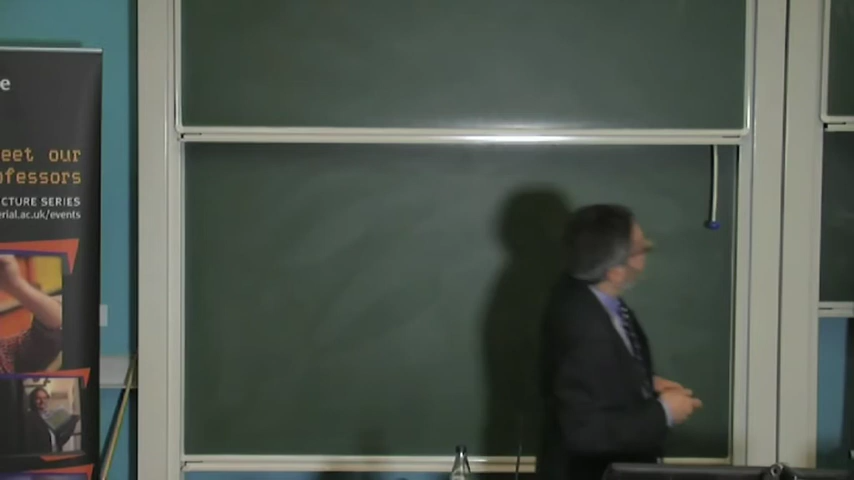 e
eet our
ofessors
CTURE SERIES
erial.ac.uk/events